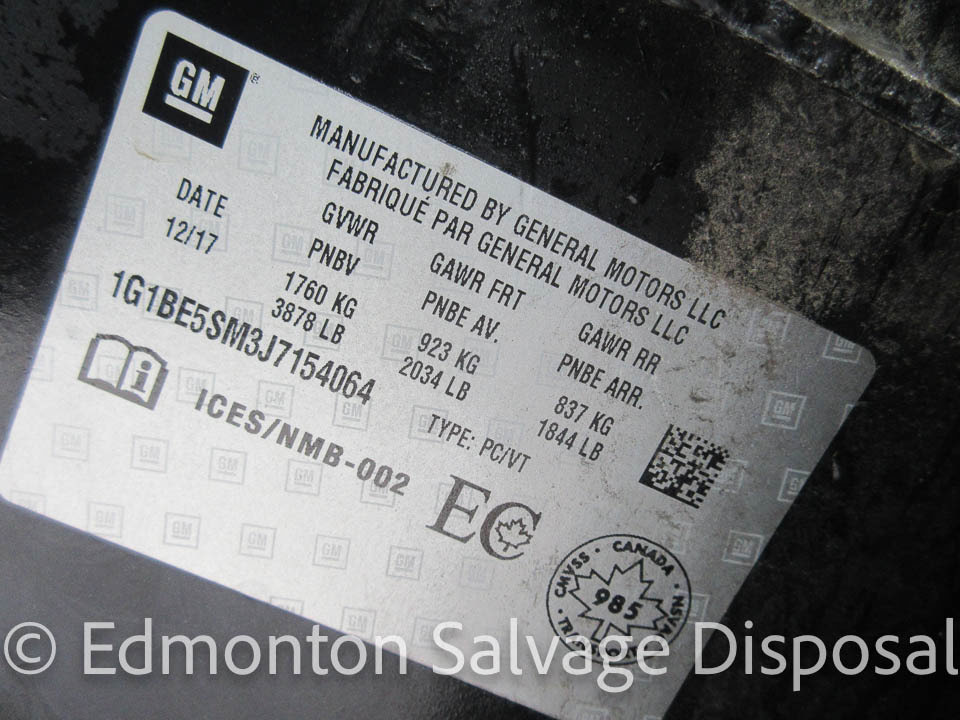 GM
MANUFACTURED BY GENERAL MOTORS LLC
FABRIQUÉ PAR GENERAL MOTORS LLC
DATE GVWR GAWR FRT GAWR RR
12/17 PNBV PNBE AV. PNBE ARR.
1760 KG 923 KG 837 KG
3878 LB 2034 LB 1844 LB
1G1BE5SM3J7154064 TYPE: PC/VT
ICES/NMB-002
EC
CANADA
CMVSS · NSVAC
985
© Edmonton Salvage Disposal